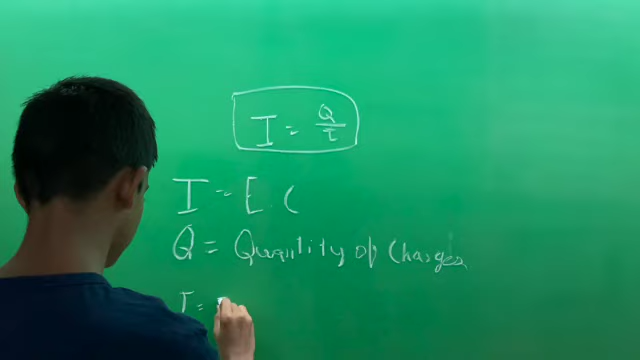 I = Q/t
I = E.C
Q = Quantity of Charges
T =